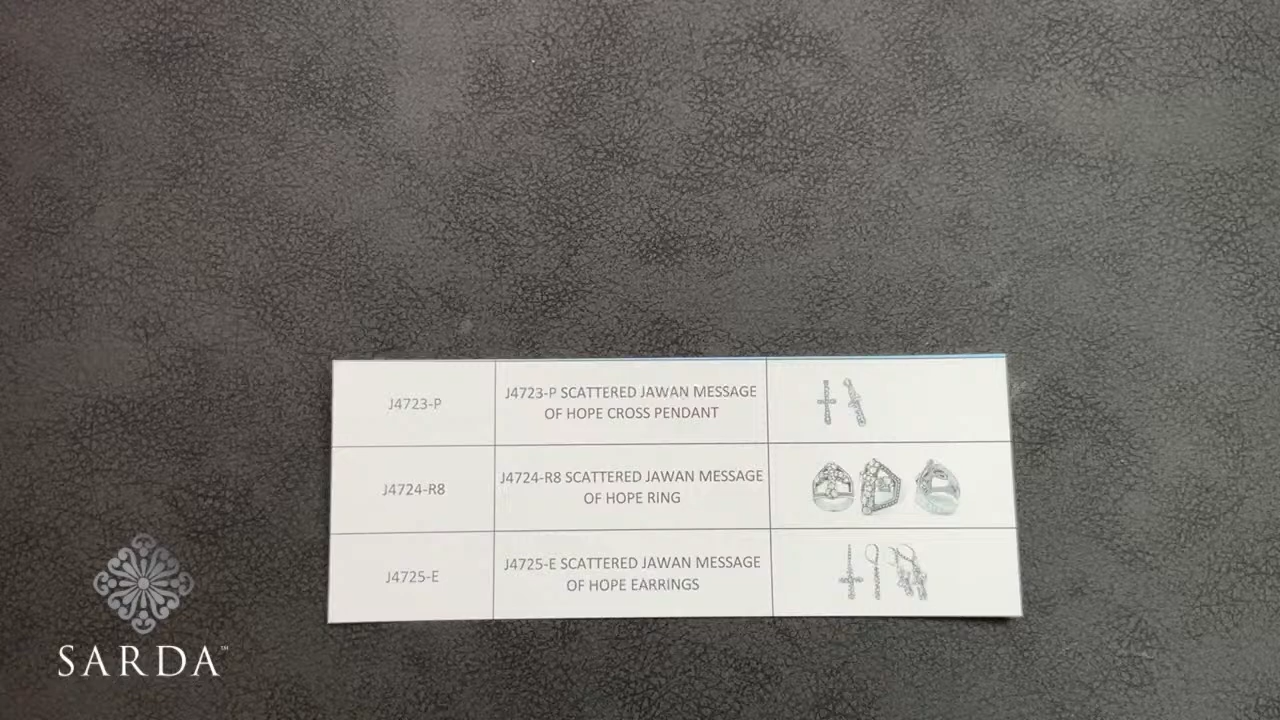 J4723-P
J4723-P SCATTERED JAWAN MESSAGE
OF HOPE CROSS PENDANT
J4724-R8
J4724-R8 SCATTERED JAWAN MESSAGE
OF HOPE RING
J4725-E
J4725-E SCATTERED JAWAN MESSAGE
OF HOPE EARRINGS
SARDA™